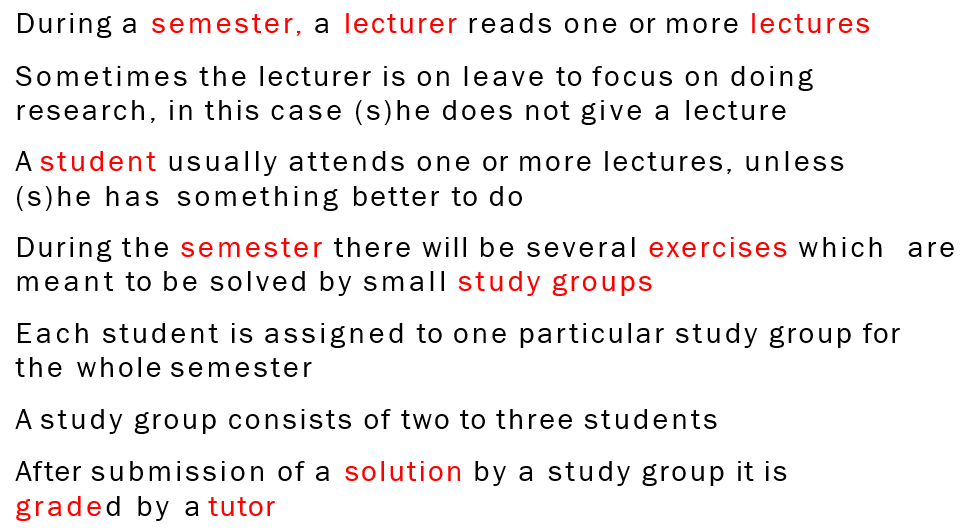 During a semester, a lecturer reads one or more lectures
Sometimes the lecturer is on leave to focus on doing
research, in this case (s)he does not give a lecture
A student usually attends one or more lectures, unless
(s)he has something better to do
During the semester there will be several exercises which are
meant to be solved by small study groups
Each student is assigned to one particular study group for
the whole semester
A study group consists of two to three students
After submission of a solution by a study group it is
graded by a tutor